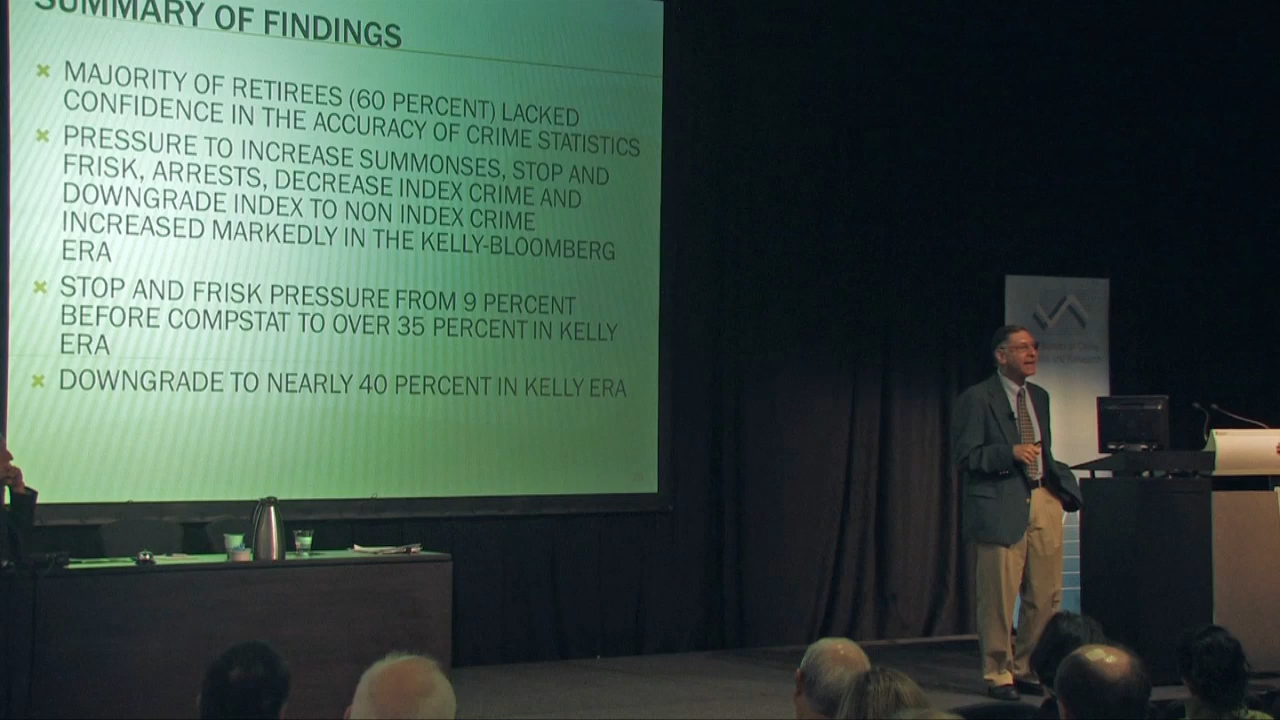 SUMMARY OF FINDINGS
MAJORITY OF RETIREES (60 PERCENT) LACKED
CONFIDENCE IN THE ACCURACY OF CRIME STATISTICS
PRESSURE TO INCREASE SUMMONSES, STOP AND
FRISK, ARRESTS, DECREASE INDEX CRIME AND
DOWNGRADE INDEX TO NON INDEX CRIME
INCREASED MARKEDLY IN THE KELLY-BLOOMBERG
ERA
STOP AND FRISK PRESSURE FROM 9 PERCENT
BEFORE COMPSTAT TO OVER 35 PERCENT IN KELLY
ERA
DOWNGRADE TO NEARLY 40 PERCENT IN KELLY ERA